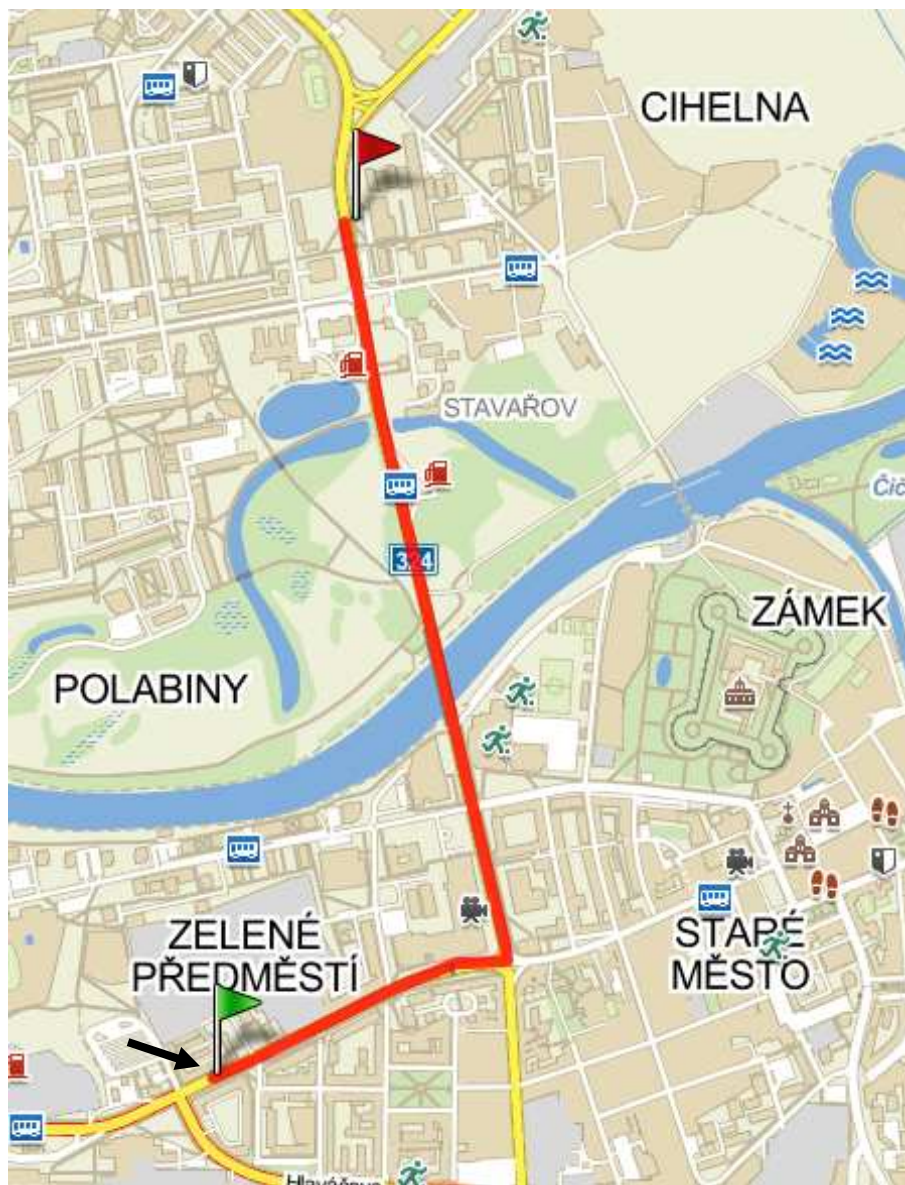 CIHELNA
STAVAŘOV
324
ZÁMEK
POLABINY
ZELENÉ
PŘEDMĚSTÍ
STARÉ
MĚSTO